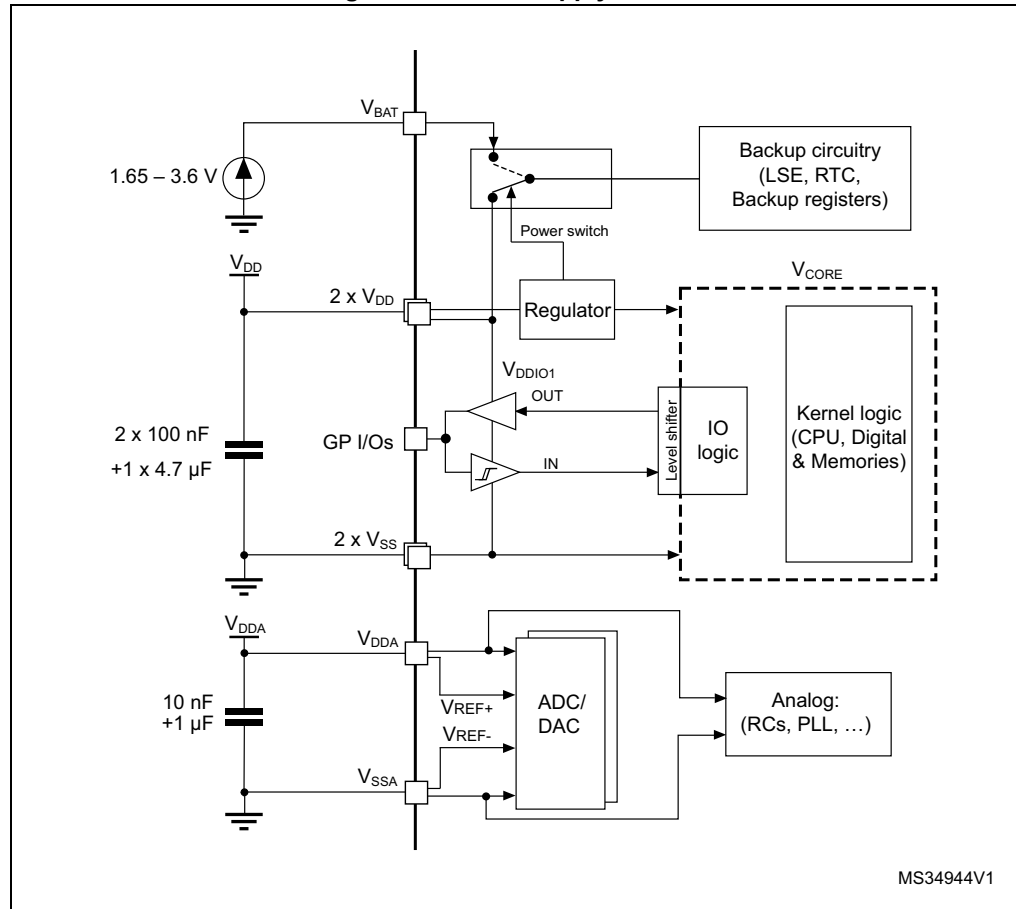 VBAT
Backup circuitry
(LSE, RTC,
Backup registers)
1.65 – 3.6 V
Power switch
VDD
VCORE
2 x VDD
Regulator
VDDIO1
OUT
Level shifter
IO
logic
Kernel logic
(CPU, Digital
& Memories)
2 x 100 nF
+1 x 4.7 µF
GP I/Os
IN
2 x VSS
VDDA
VDDA
10 nF
+1 µF
VREF+
VREF-
ADC/
DAC
Analog:
(RCs, PLL, …)
VSSA
MS34944V1